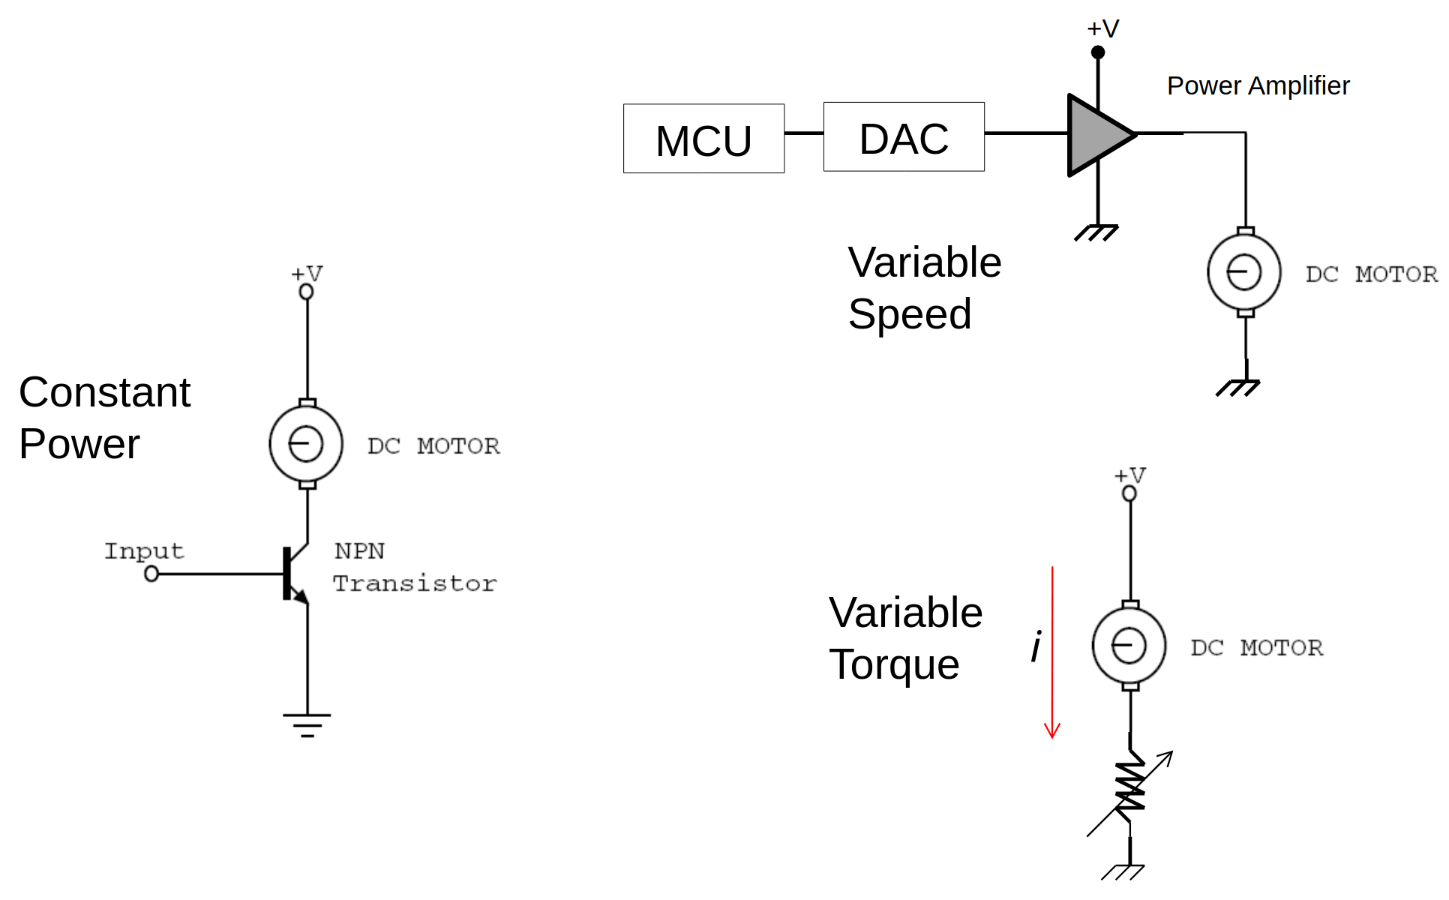 +V
Power Amplifier
MCU
DAC
Variable
Speed
DC MOTOR
+V
Constant
Power
DC MOTOR
Input
NPN
Transistor
+V
Variable
Torque
i
DC MOTOR